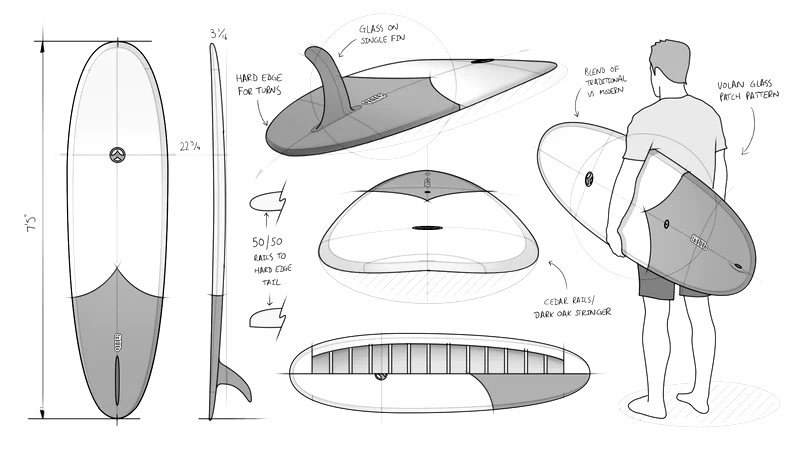 3 1/16
GLASS ON
SINGLE FIN
HARD EDGE
FOR TURNS
BLEND OF
TRADITIONAL
VS MODERN
VOLAN GLASS
PATCH PATTERN
22 3/4
7'5"
50/50
RAILS TO
HARD EDGE
TAIL
CEDAR RAILS/
DARK OAK STRINGER